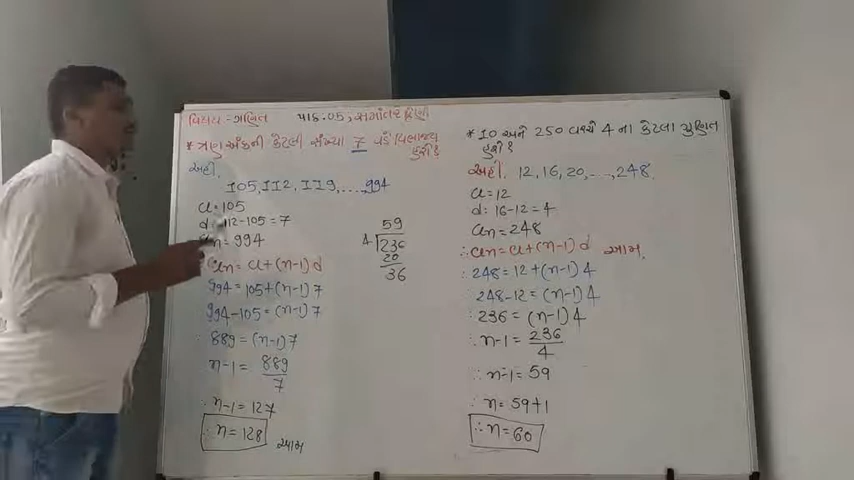 વિષય - ગણિત પાઠ.05, સમાંતર શ્રેણી
* ત્રણ અંકની કેટલી સંખ્યા 7 વડે વિભાજ્ય
હશે?
અહીં,
105, 112, 119, ...., 994
a = 105
d = 112-105 = 7
an = 994
an = a + (n-1) d
994 = 105 + (n-1) 7
994-105 = (n-1) 7
∴ 889 = (n-1) 7
n-1 = 889/7
∴ n-1 = 127
∴ n = 128
આમ
59
4 236
20
36
* 10 અને 250 વચ્ચે 4 ના કેટલા ગુણિત
હશે?
અહીં, 12, 16, 20, ...., 248.
a = 12
d = 16-12 = 4
an = 248
∴ an = a + (n-1) d આમ,
∴ 248 = 12 + (n-1) 4
∴ 248-12 = (n-1) 4
∴ 236 = (n-1) 4
∴ n-1 = 236/4
∴ n-1 = 59
∴ n = 59+1
∴ n = 60